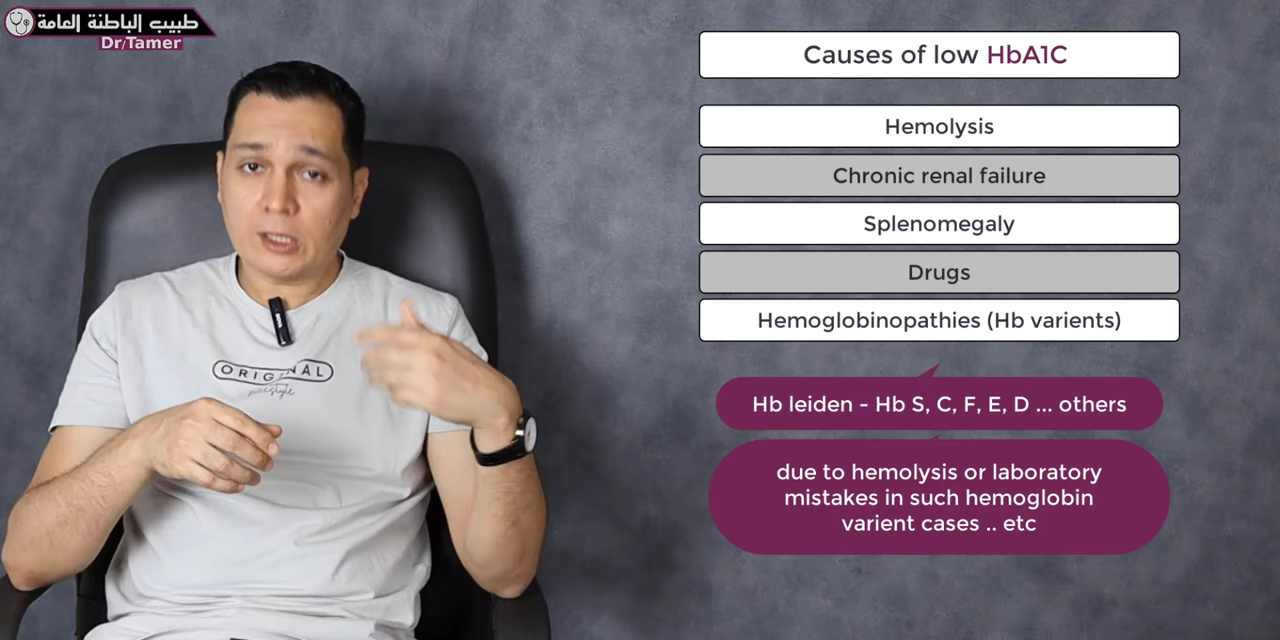 طبيب الباطنة العامة
Dr/Tamer
Causes of low HbA1C
Hemolysis
Chronic renal failure
Splenomegaly
Drugs
Hemoglobinopathies (Hb varients)
Hb leiden - Hb S, C, F, E, D ... others
due to hemolysis or laboratory
mistakes in such hemoglobin
varient cases .. etc
ORIGINAL